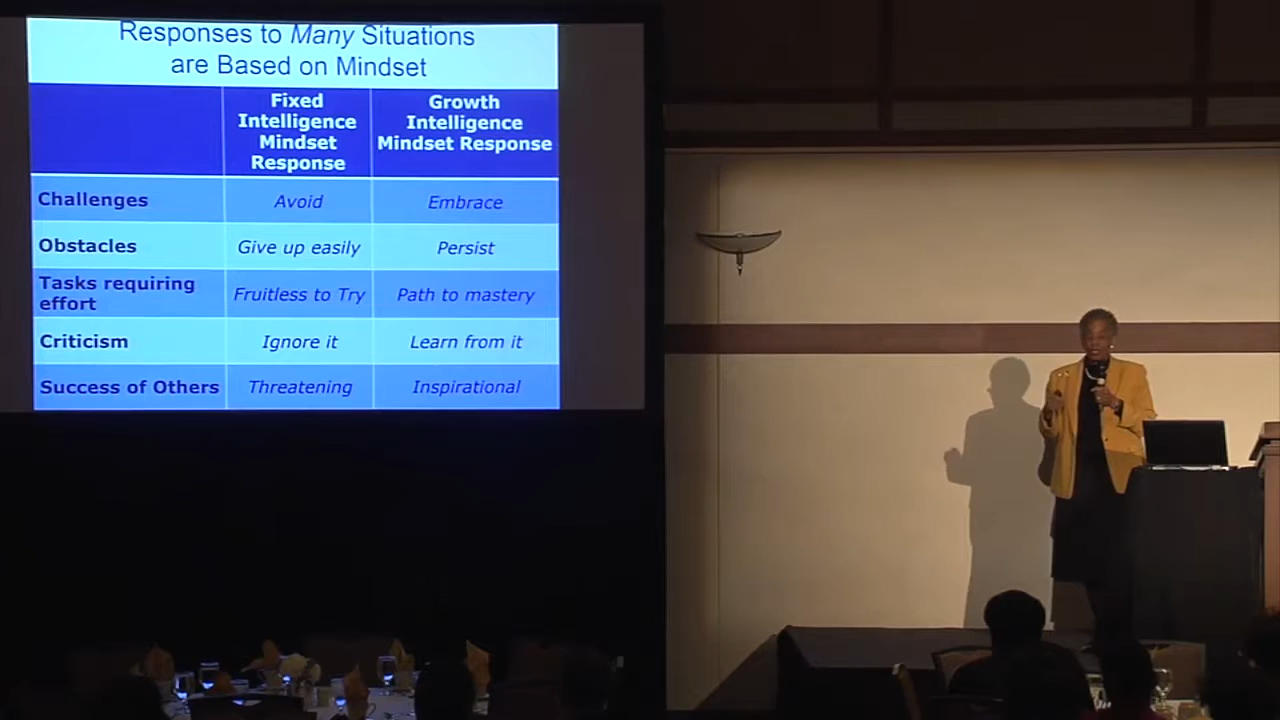 Responses to Many Situations
are Based on Mindset
Fixed
Intelligence
Mindset
Response
Growth
Intelligence
Mindset Response
Challenges
Avoid
Embrace
Obstacles
Give up easily
Persist
Tasks requiring
effort
Fruitless to Try
Path to mastery
Criticism
Ignore it
Learn from it
Success of Others
Threatening
Inspirational